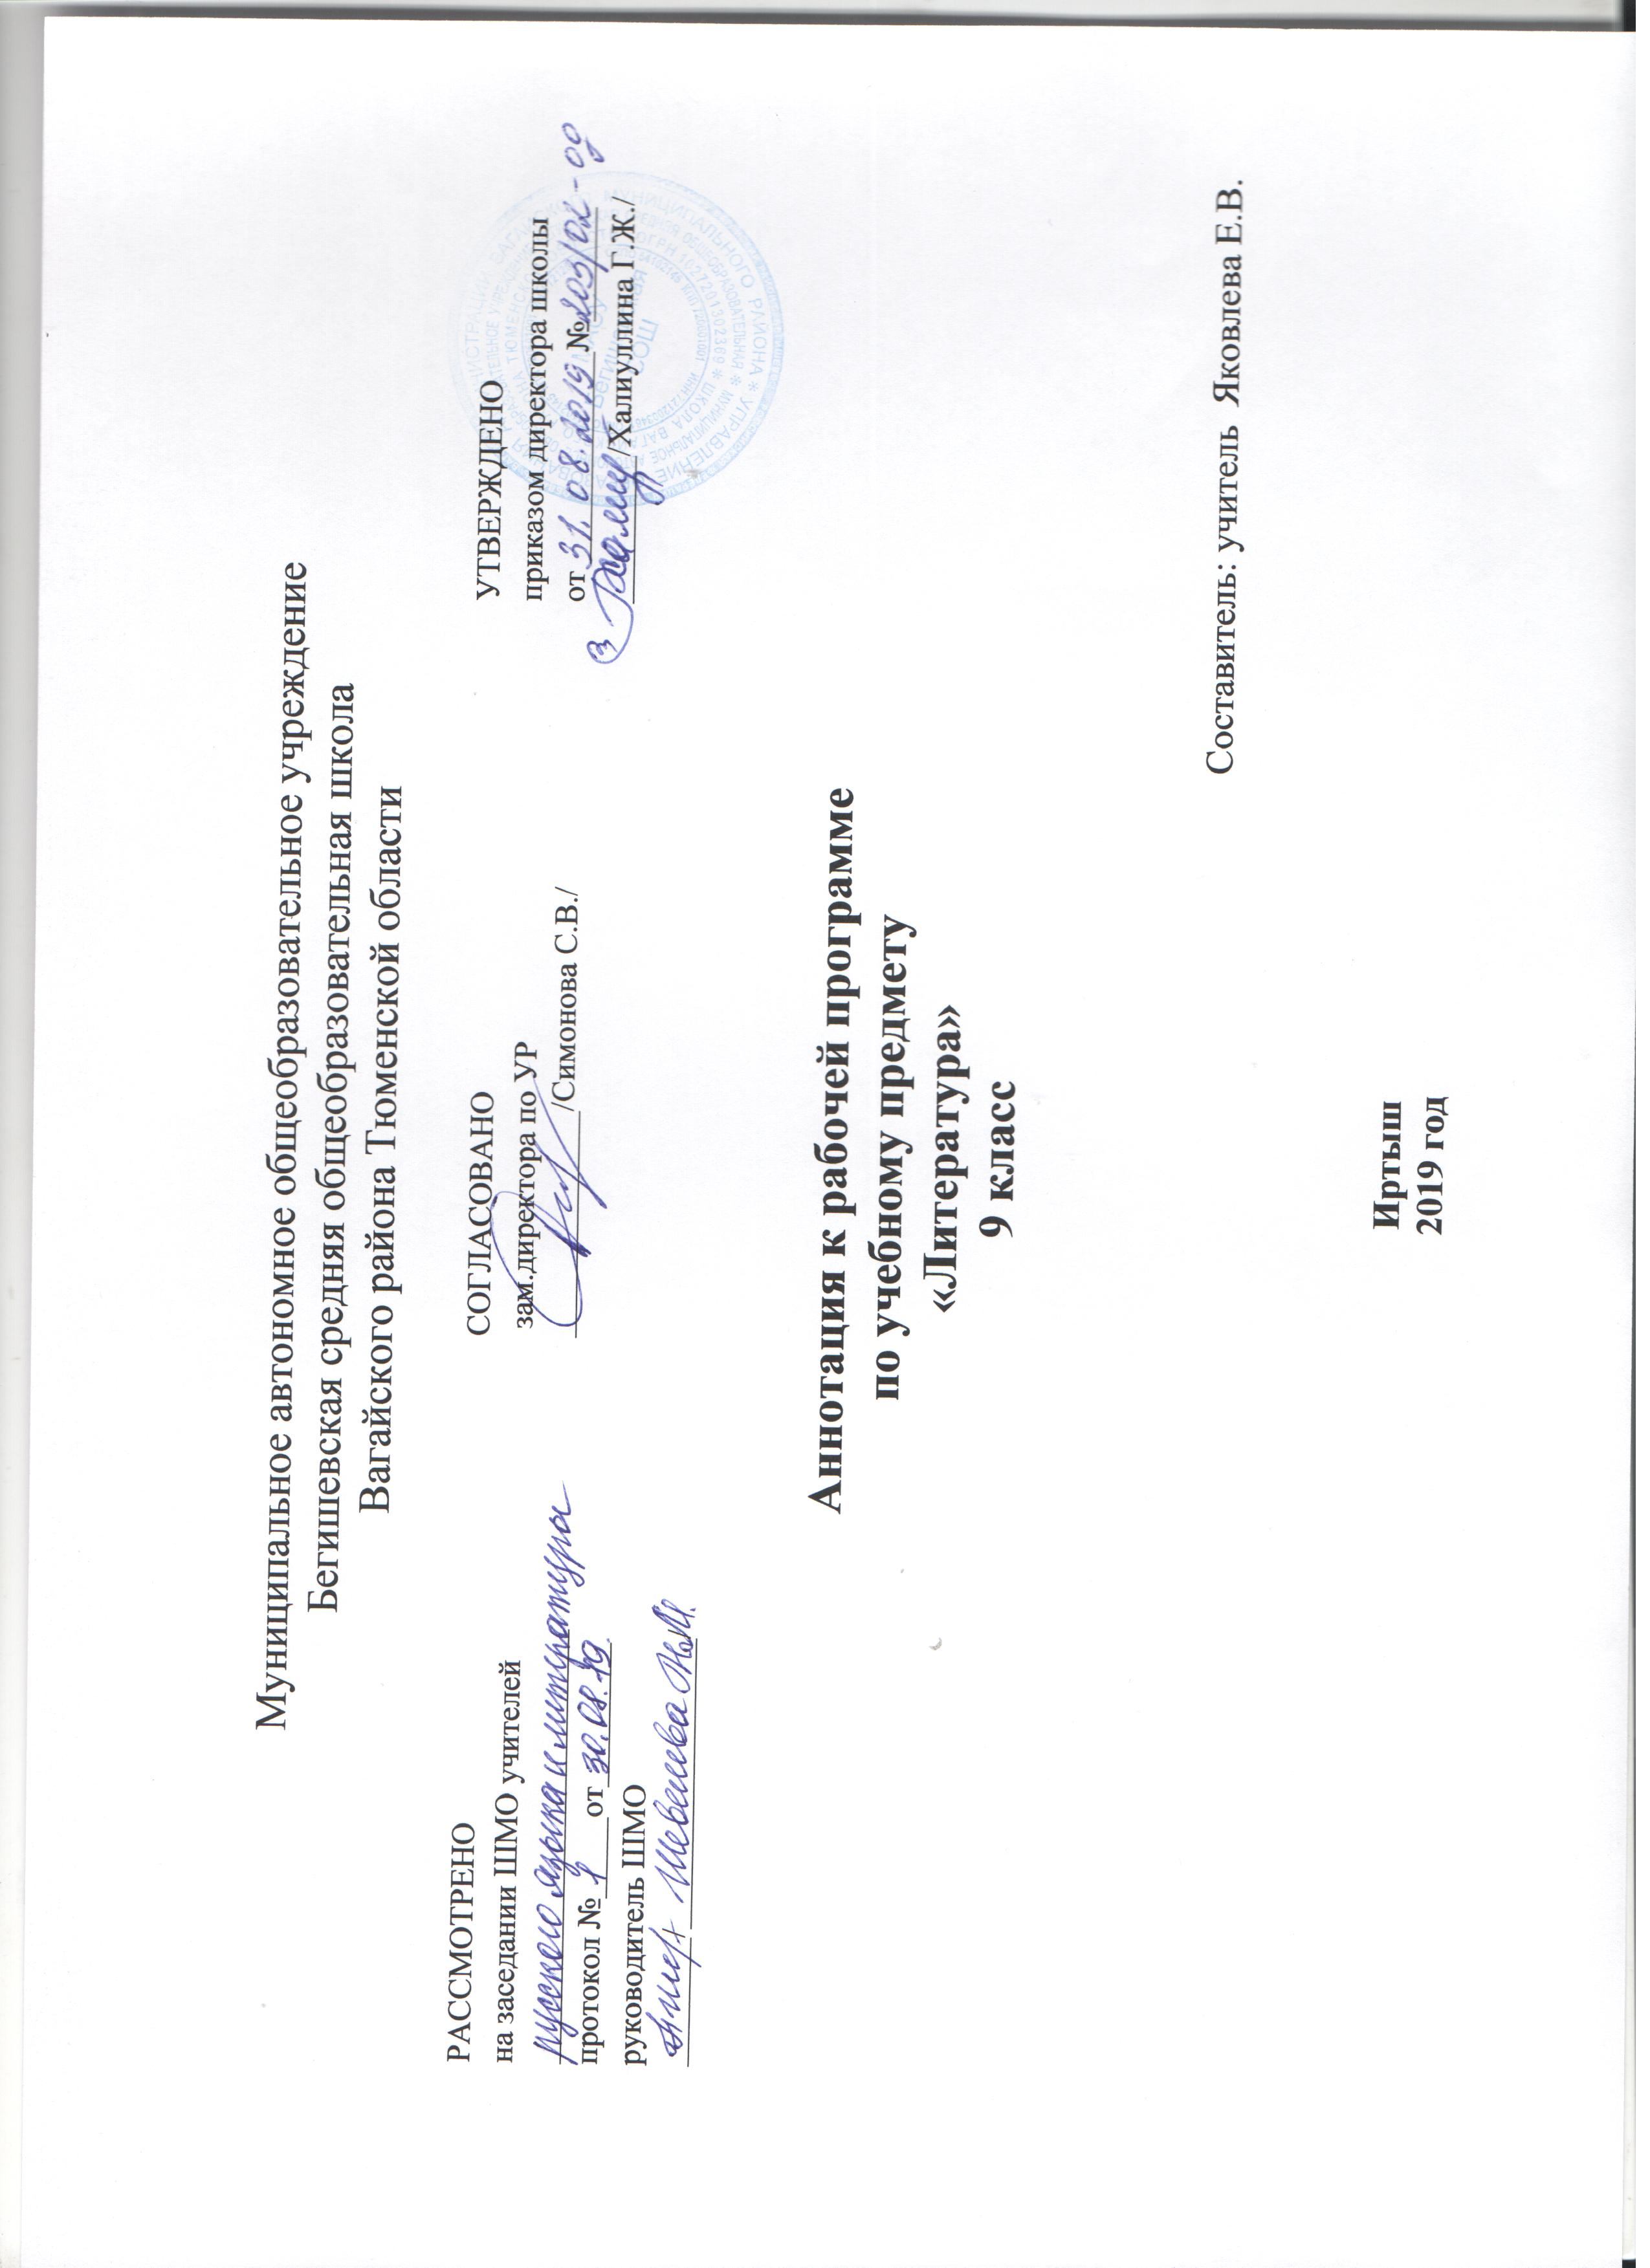 Муниципальное автономное общеобразовательное учреждение
Бегишевская средняя общеобразовательная школа
Вагайского района Тюменской области
РАССМОТРЕНО
на заседании ШМО учителей
русского языка и литературы
протокол № 1 от 30.08.19.
руководитель ШМО
СОГЛАСОВАНО
зам.директора по УР
/Симонова С.В./
УТВЕРЖДЕНО
приказом директора школы
от 31.08.2019 № 203/02-од
/Халиуллина Г.Ж./
Аннотация к рабочей программе
по учебному предмету
«Литература»
9 класс
Составитель: учитель Яковлева Е.В.
Иртыш
2019 год